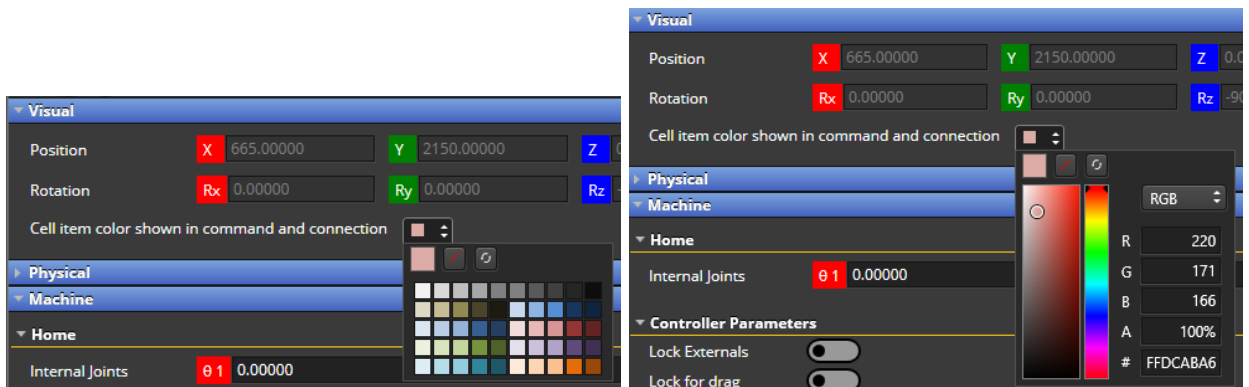 Visual
Position X 665.00000 Y 2150.00000 Z
Rotation Rx 0.00000 Ry 0.00000 Rz
Cell item color shown in command and connection
Physical
Machine
Home
Internal Joints θ 1 0.00000
Visual
Position X 665.00000 Y 2150.00000 Z 0.0
Rotation Rx 0.00000 Ry 0.00000 Rz -90
Cell item color shown in command and connection
Physical
Machine
RGB
Home
R 220
Internal Joints θ 1 0.00000
G 171
B 166
Controller Parameters
A 100%
Lock Externals
# FFDCABA6
Lock for drag